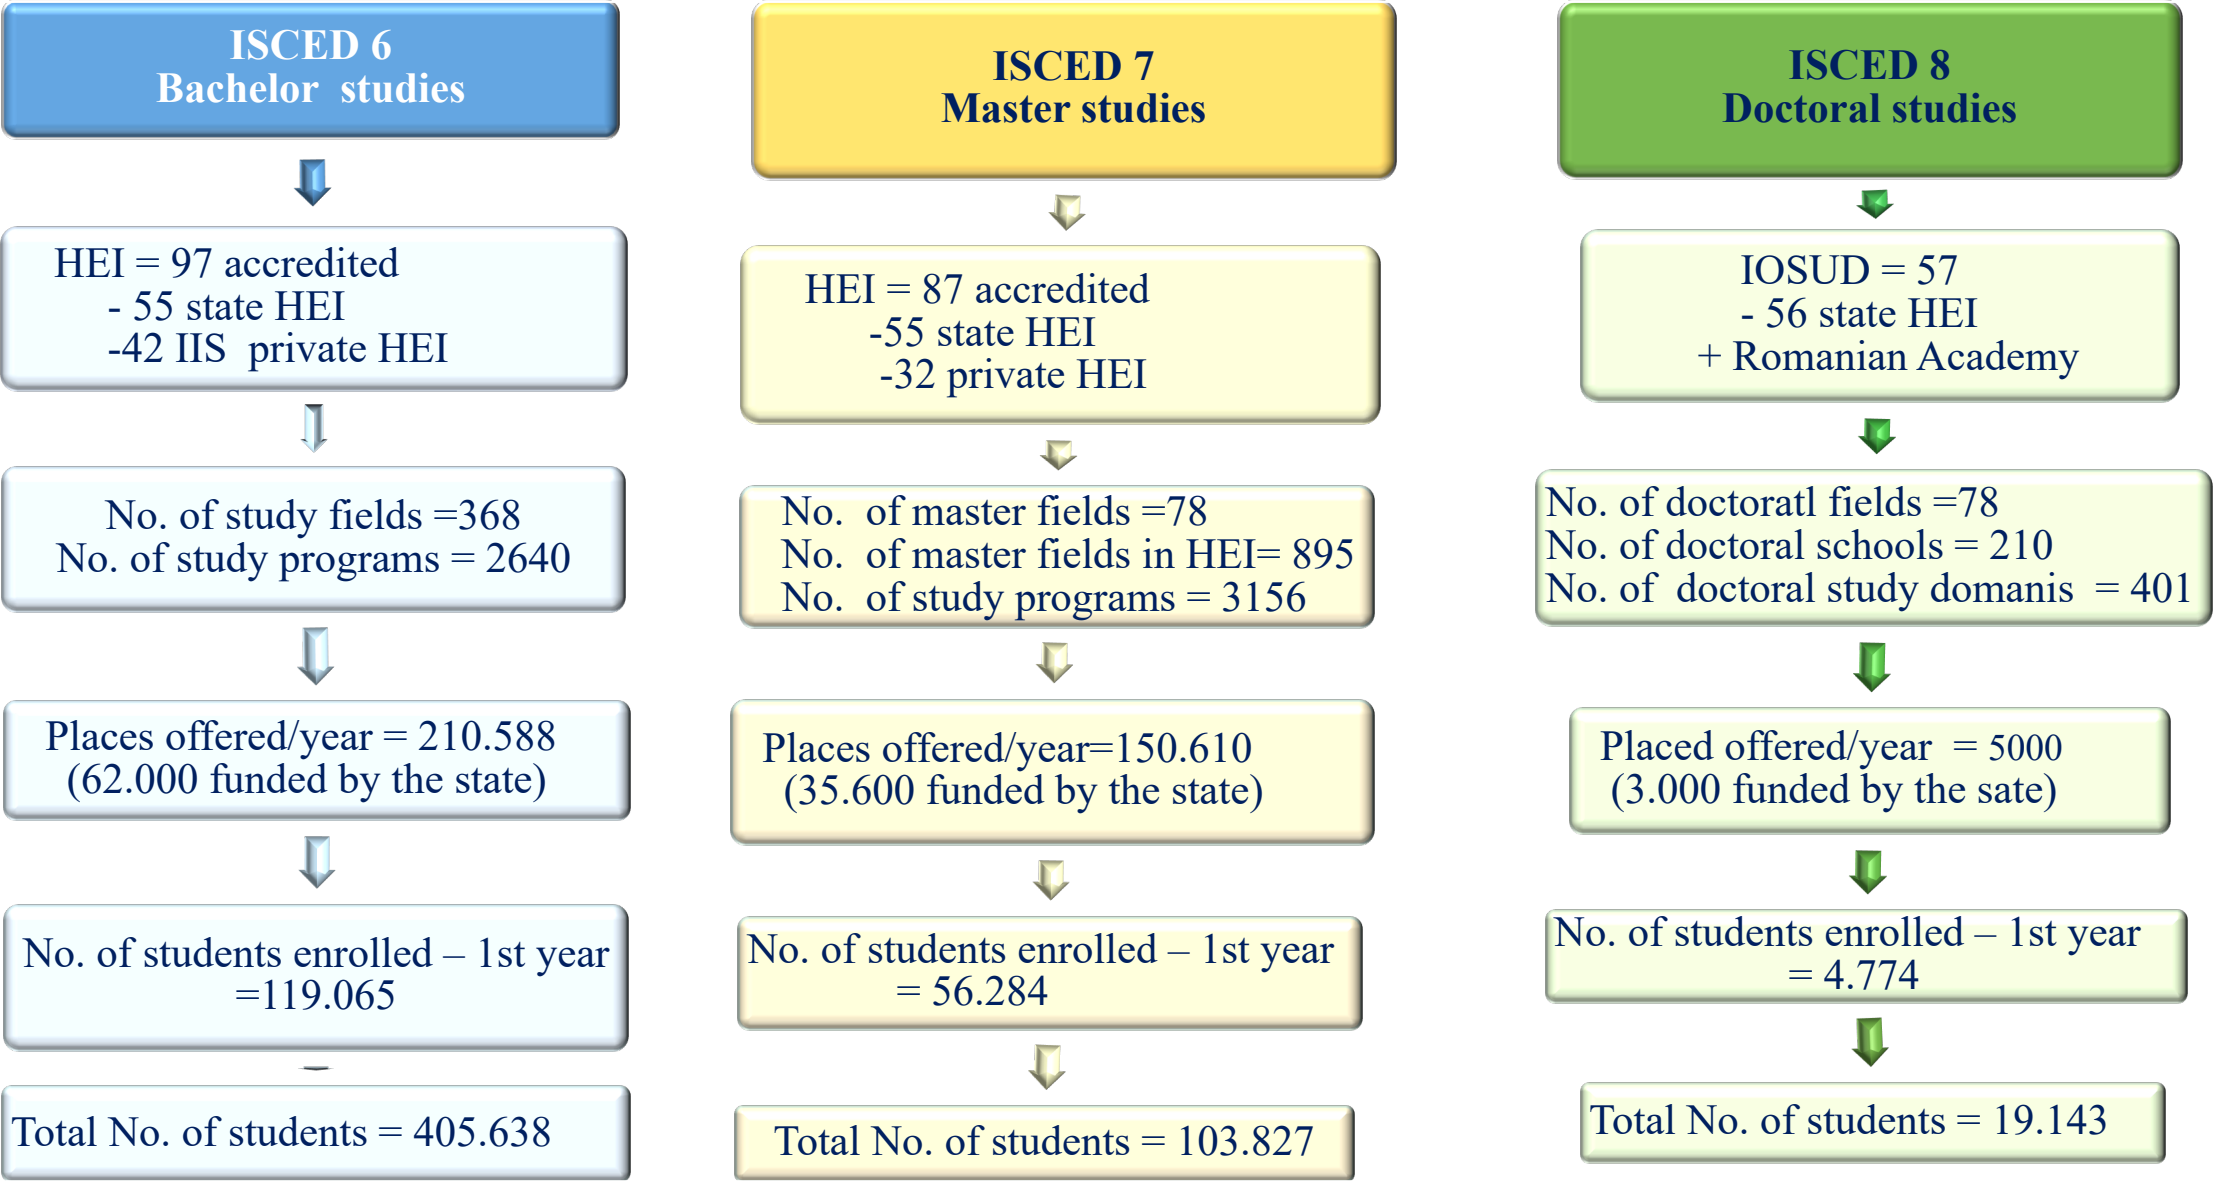 ISCED 6
Bachelor studies
HEI = 97 accredited
- 55 state HEI
-42 IIS private HEI
No. of study fields =368
No. of study programs = 2640
Places offered/year = 210.588
(62.000 funded by the state)
No. of students enrolled – 1st year
=119.065
Total No. of students = 405.638
ISCED 7
Master studies
HEI = 87 accredited
-55 state HEI
-32 private HEI
No. of master fields =78
No. of master fields in HEI= 895
No. of study programs = 3156
Places offered/year=150.610
(35.600 funded by the state)
No. of students enrolled – 1st year
= 56.284
Total No. of students = 103.827
ISCED 8
Doctoral studies
IOSUD = 57
- 56 state HEI
+ Romanian Academy
No. of doctoratl fields =78
No. of doctoral schools = 210
No. of doctoral study domanis = 401
Placed offered/year = 5000
(3.000 funded by the sate)
No. of students enrolled – 1st year
= 4.774
Total No. of students = 19.143